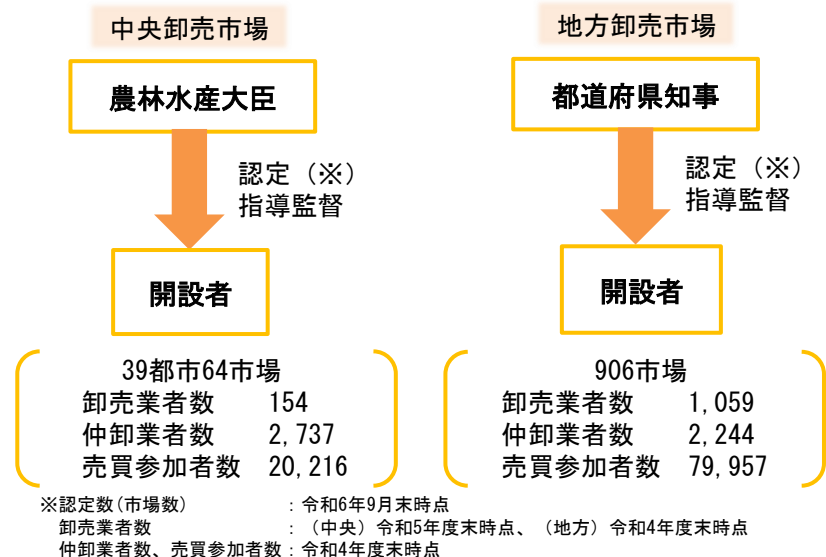 中央卸売市場
農林水産大臣
認定（※）
指導監督
開設者
39都市64市場
卸売業者数 154
仲卸業者数 2,737
売買参加者数 20,216
地方卸売市場
都道府県知事
認定（※）
指導監督
開設者
906市場
卸売業者数 1,059
仲卸業者数 2,244
売買参加者数 79,957
※認定数(市場数) ：令和6年9月末時点
卸売業者数 ：（中央）令和5年度末時点、（地方）令和4年度末時点
仲卸業者数、売買参加者数：令和4年度末時点